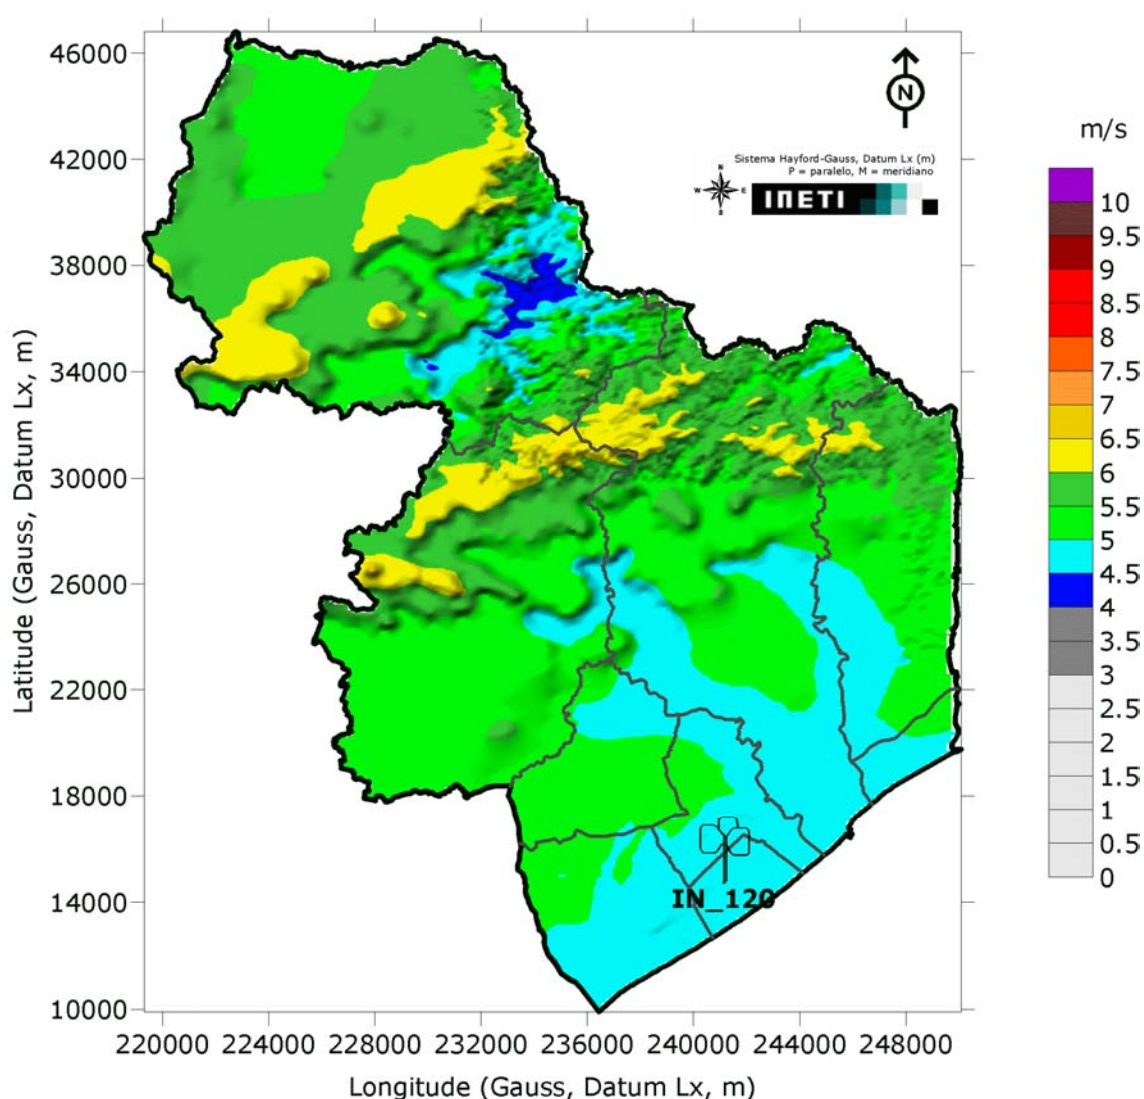 46000
42000
38000
34000
30000
26000
22000
18000
14000
10000
Latitude (Gauss, Datum Lx, m)
220000 224000 228000 232000 236000 240000 244000 248000
Longitude (Gauss, Datum Lx, m)
N
Sistema Hayford-Gauss, Datum Lx (m)
P = paralelo, M = meridiano
N
W E
S
INETI
IN_120
m/s
10
9.5
9
8.5
8
7.5
7
6.5
6
5.5
5
4.5
4
3.5
3
2.5
2
1.5
1
0.5
0